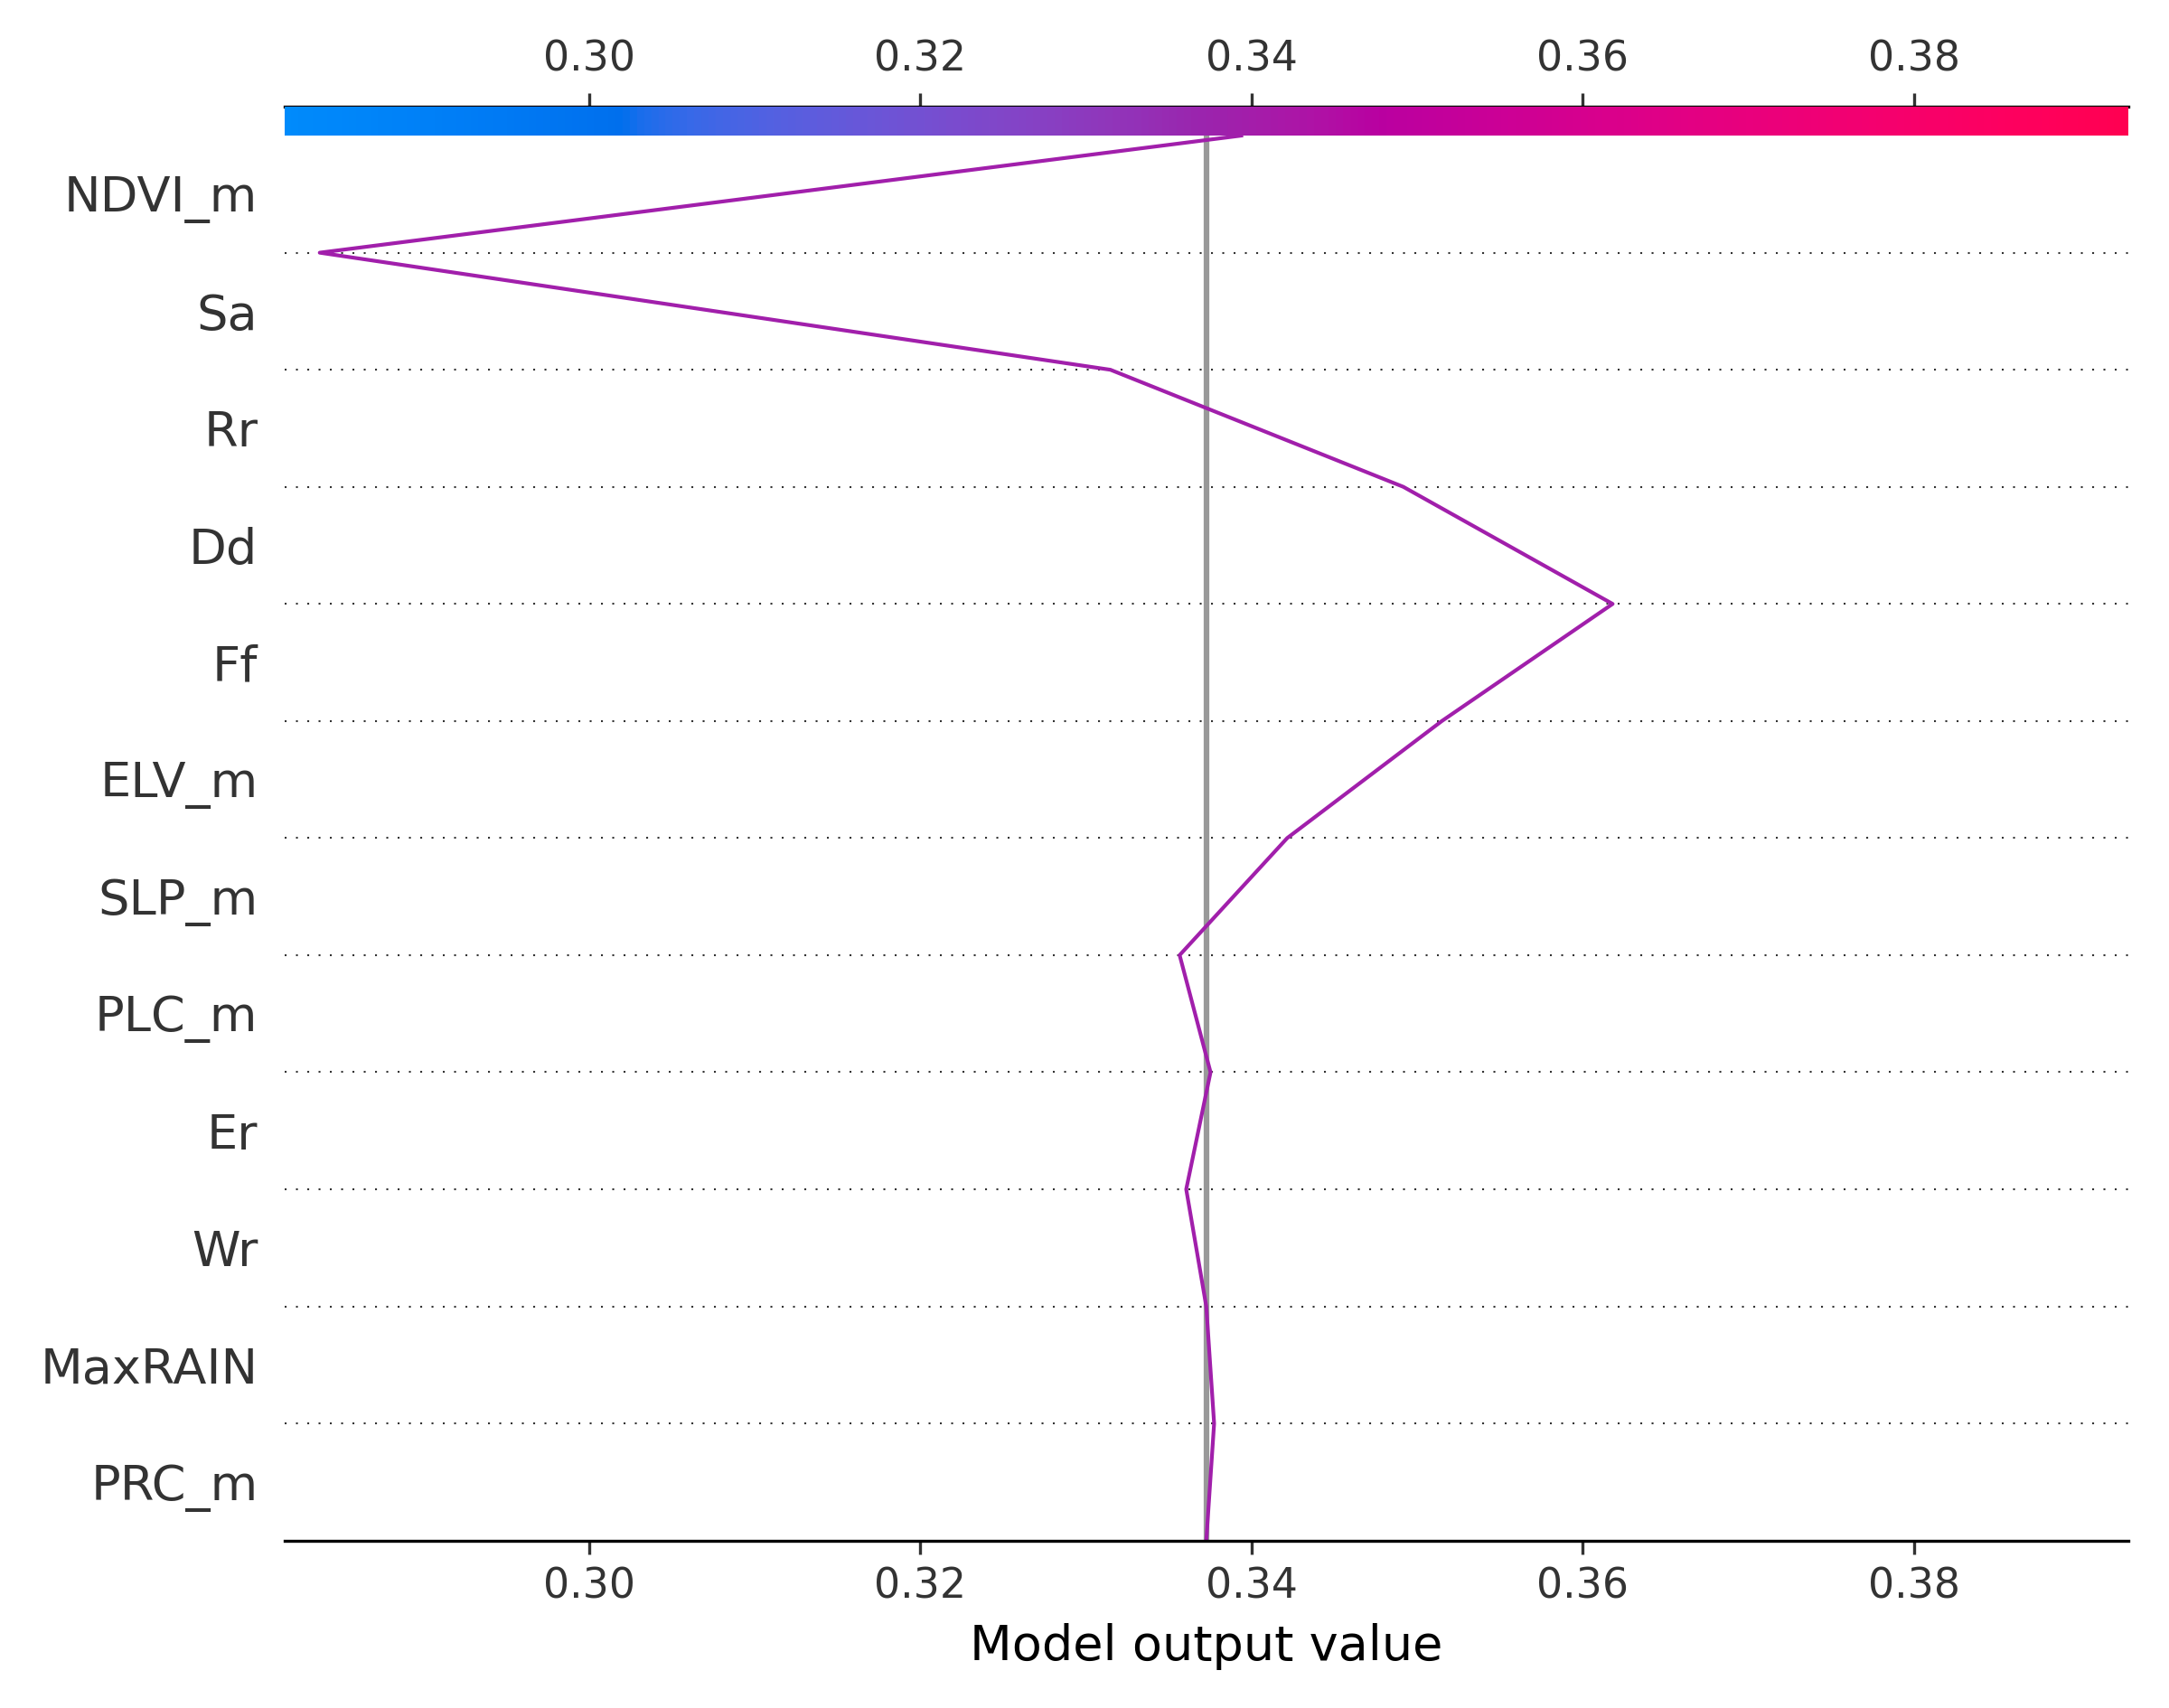 0.30 0.32 0.34 0.36 0.38
NDVI_m
Sa
Rr
Dd
Ff
ELV_m
SLP_m
PLC_m
Er
Wr
MaxRAIN
PRC_m
0.30 0.32 0.34 0.36 0.38
Model output value